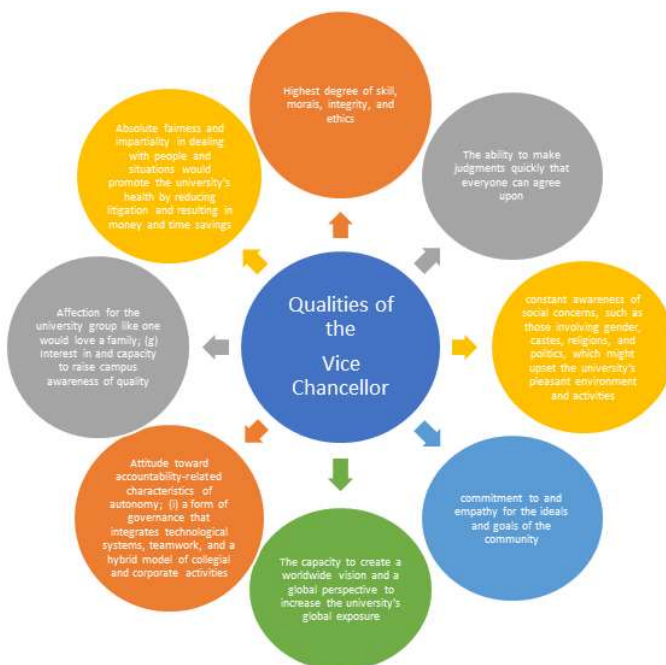 Highest degree of skill,
morals, integrity, and
ethics
The ability to make
judgments quickly that
everyone can agree
upon
constant awareness of
social concerns, such as
those involving gender,
castes, religions, and
politics, which might
upset the university's
pleasant environment
and activities
commitment to and
empathy for the ideals
and goals of the
community
The capacity to create a
worldwide vision and a
global perspective to
increase the university's
global exposure
Attitude toward
accountability-related
characteristics of
autonomy; (i) a form of
governance that
integrates technological
systems, teamwork, and a
hybrid model of collegial
and corporate activities
Affection for the
university group like one
would love a family; (g)
Interest in and capacity
to raise campus
awareness of quality
Absolute fairness and
impartiality in dealing
with people and
situations would
promote the university's
health by reducing
litigation and resulting in
money and time savings
Qualities of
the
Vice
Chancellor